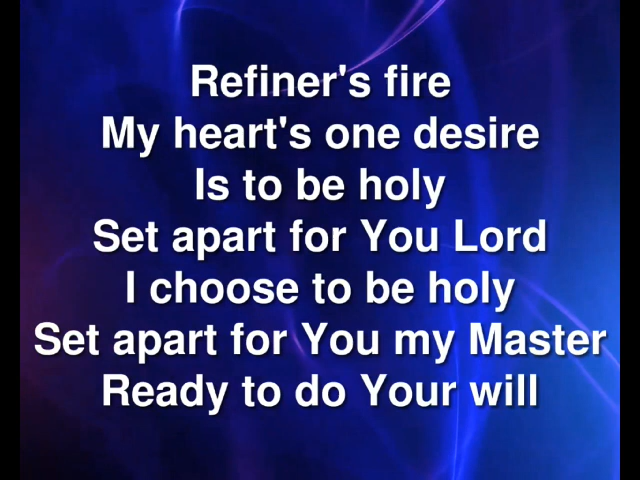 Refiner's fire
My heart's one desire
Is to be holy
Set apart for You Lord
I choose to be holy
Set apart for You my Master
Ready to do Your will